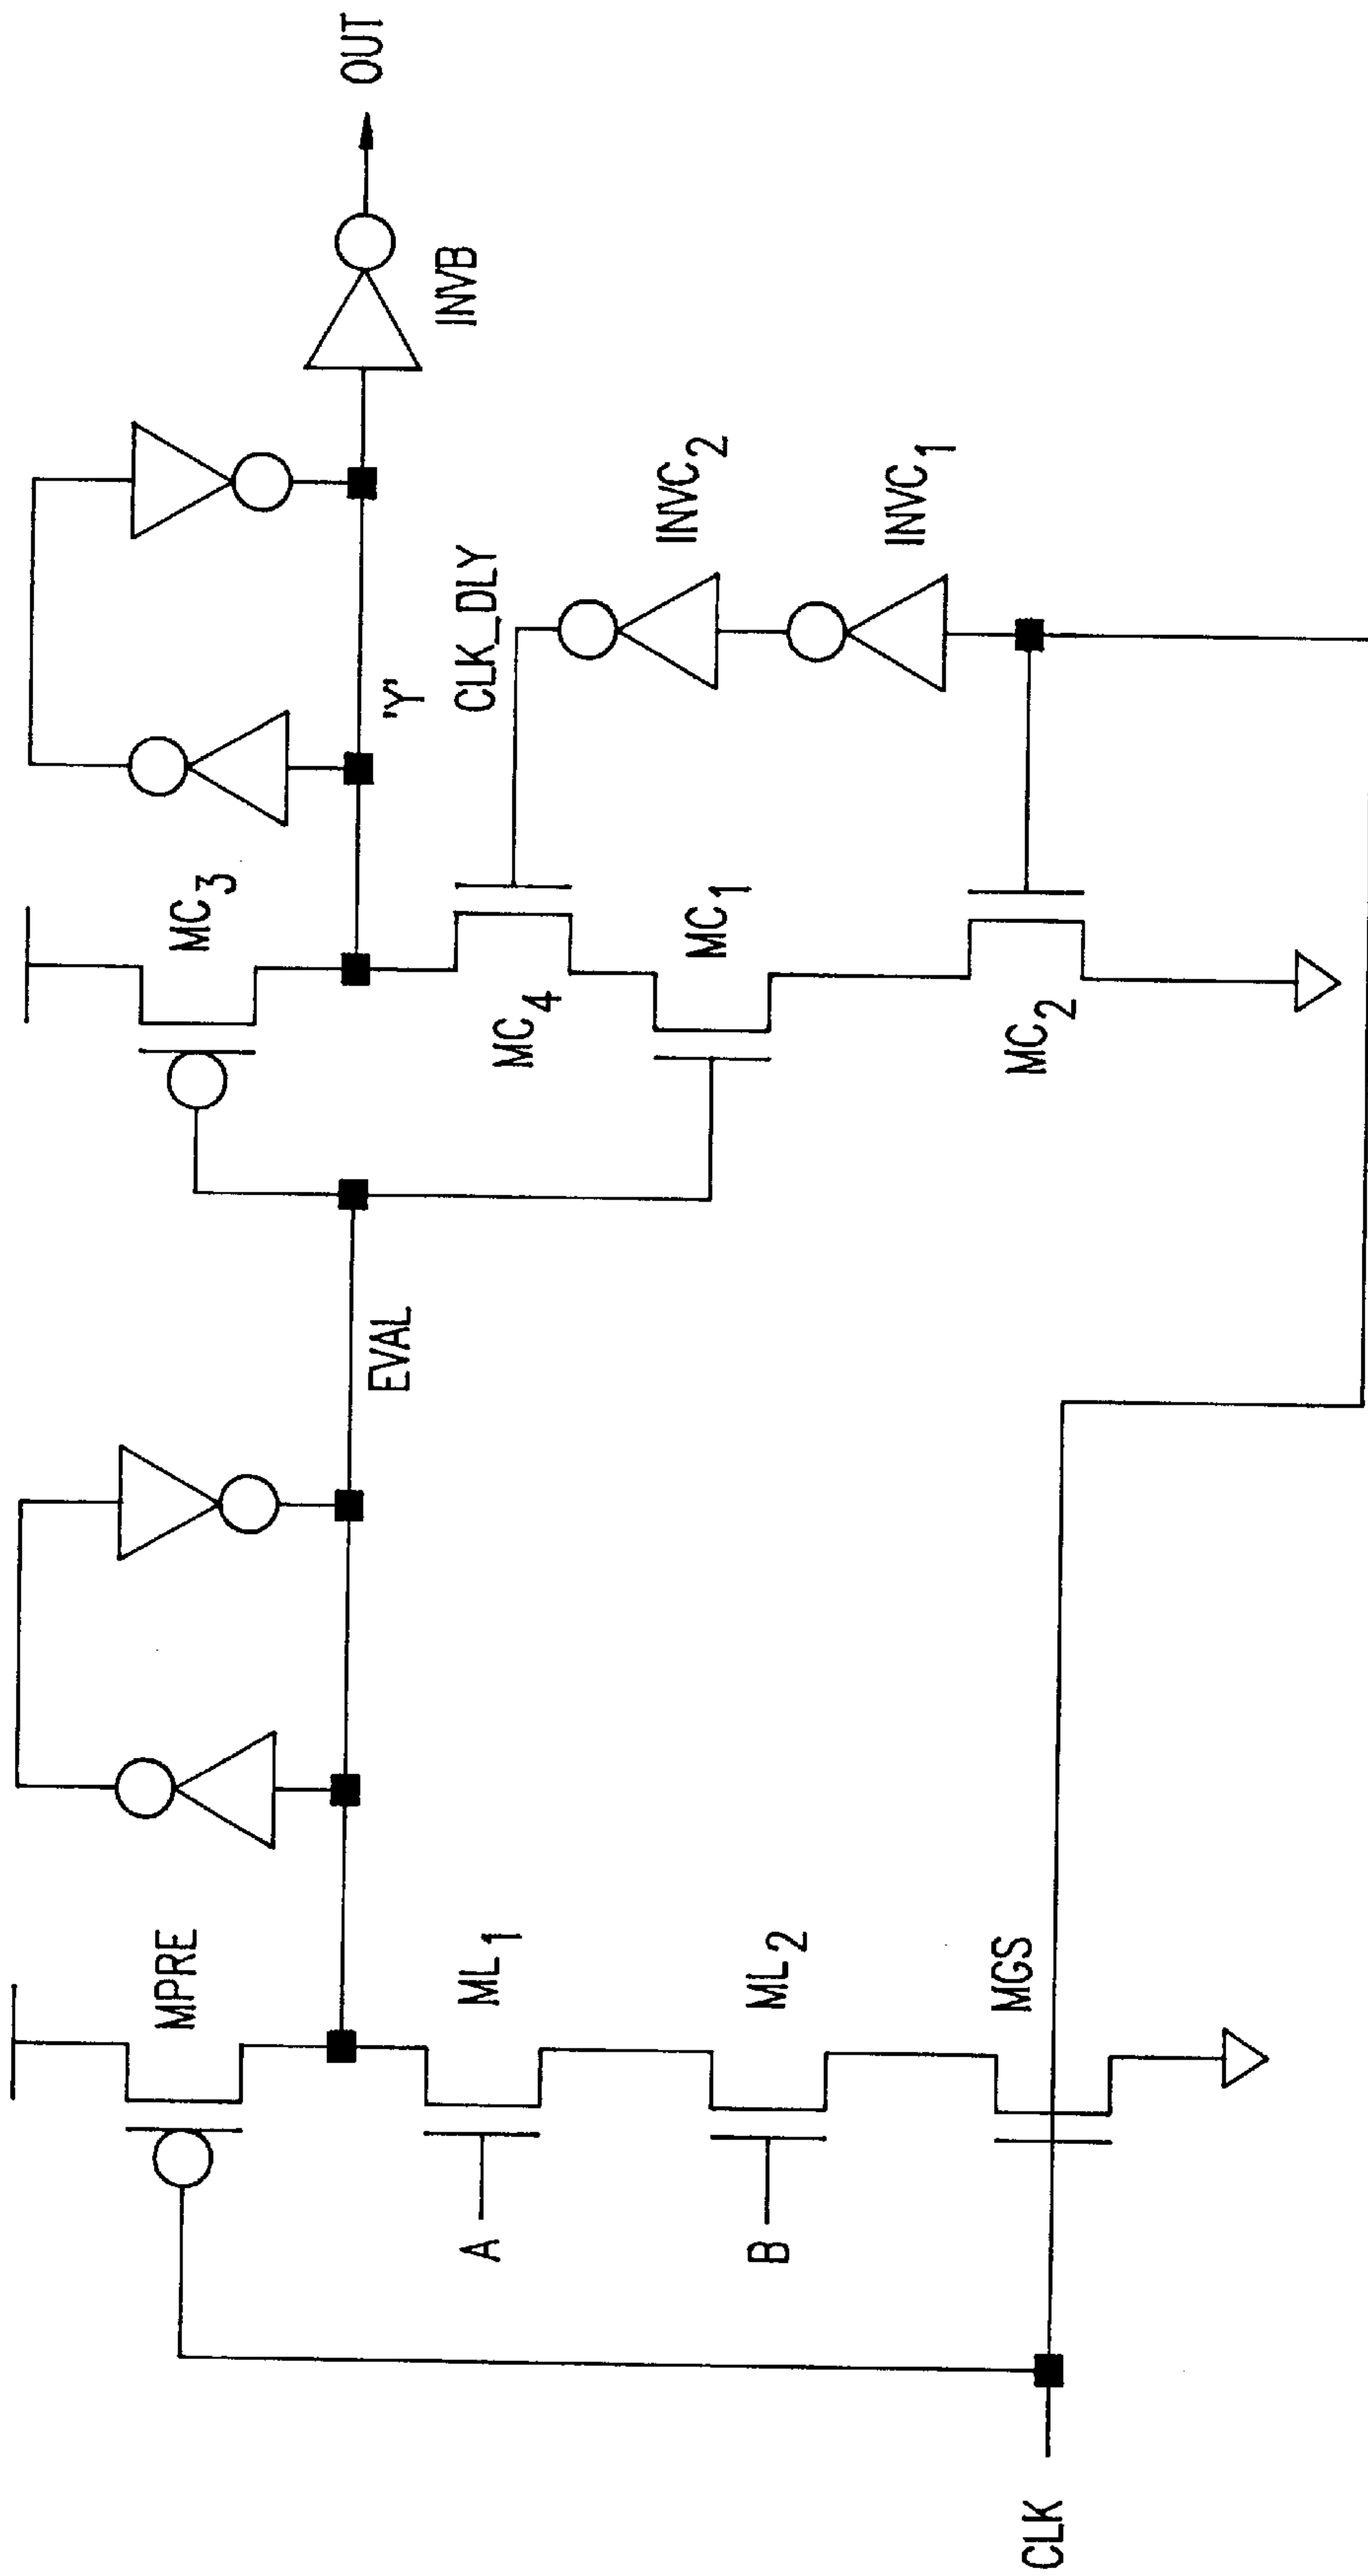 MPRE
MC3
OUT
A
ML1
EVAL
'Y'
INVB
CLK_DLY
MC4
B
ML2
MC1
INVC2
CLK
MGS
MC2
INVC1